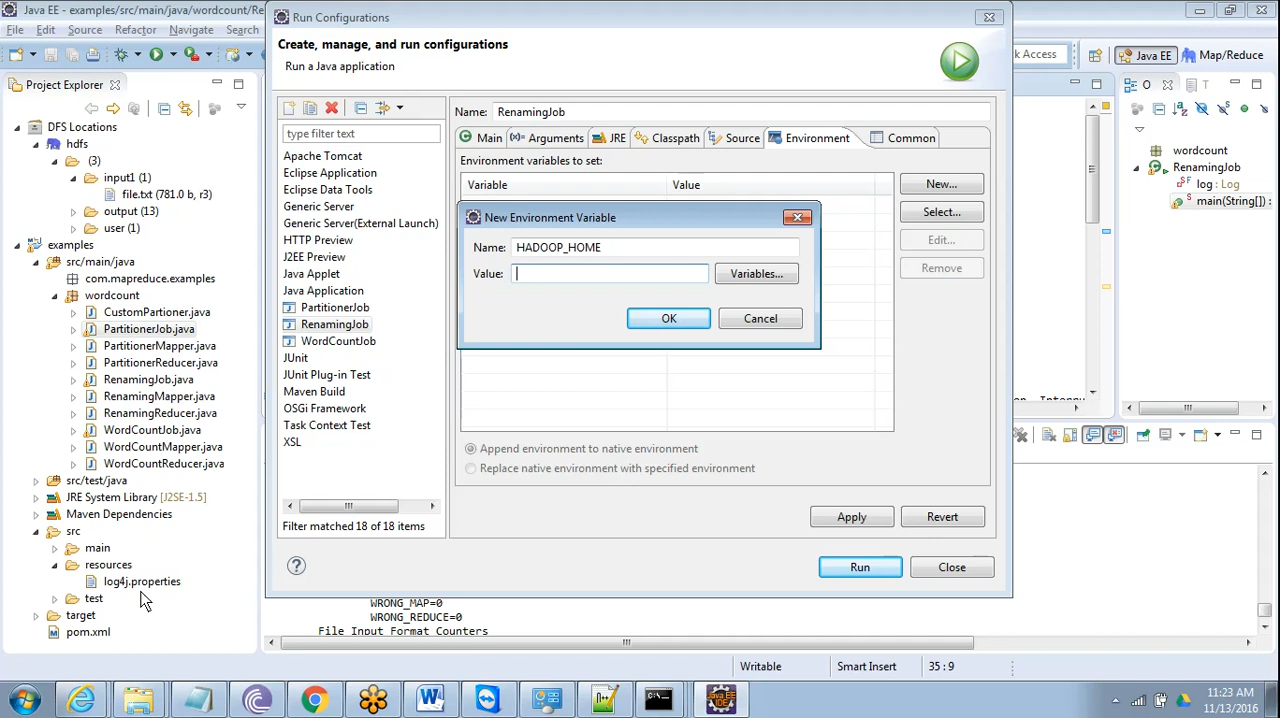 Java EE - examples/src/main/java/wordcount/Re
File Edit Source Refactor Navigate Search
Access
Java EE
Map/Reduce
Project Explorer
DFS Locations
hdfs
(3)
input1 (1)
file.txt (781.0 b, r3)
output (13)
user (1)
examples
src/main/java
com.mapreduce.examples
wordcount
CustomPartioner.java
PartitionerJob.java
PartitionerMapper.java
PartitionerReducer.java
RenamingJob.java
RenamingMapper.java
RenamingReducer.java
WordCountJob.java
WordCountMapper.java
WordCountReducer.java
src/test/java
JRE System Library [J2SE-1.5]
Maven Dependencies
src
main
resources
log4j.properties
test
target
pom.xml
Run Configurations
Create, manage, and run configurations
Run a Java application
type filter text
Apache Tomcat
Eclipse Application
Eclipse Data Tools
Generic Server
Generic Server(External Launch)
HTTP Preview
J2EE Preview
Java Applet
Java Application
PartitionerJob
RenamingJob
WordCountJob
JUnit
JUnit Plug-in Test
Maven Build
OSGi Framework
Task Context Test
XSL
Filter matched 18 of 18 items
Name: RenamingJob
Main Arguments JRE Classpath Source Environment Common
Environment variables to set:
Variable Value
New...
Select...
Edit...
Remove
New Environment Variable
Name: HADOOP_HOME
Value:
Variables...
OK Cancel
Append environment to native environment
Replace native environment with specified environment
Apply Revert
Run Close
O
T
wordcount
RenamingJob
log : Log
main(String[]) :
WRONG_MAP=0
WRONG_REDUCE=0
File Input Format Counters
Writable Smart Insert 35 : 9
11:23 AM
11/13/2016